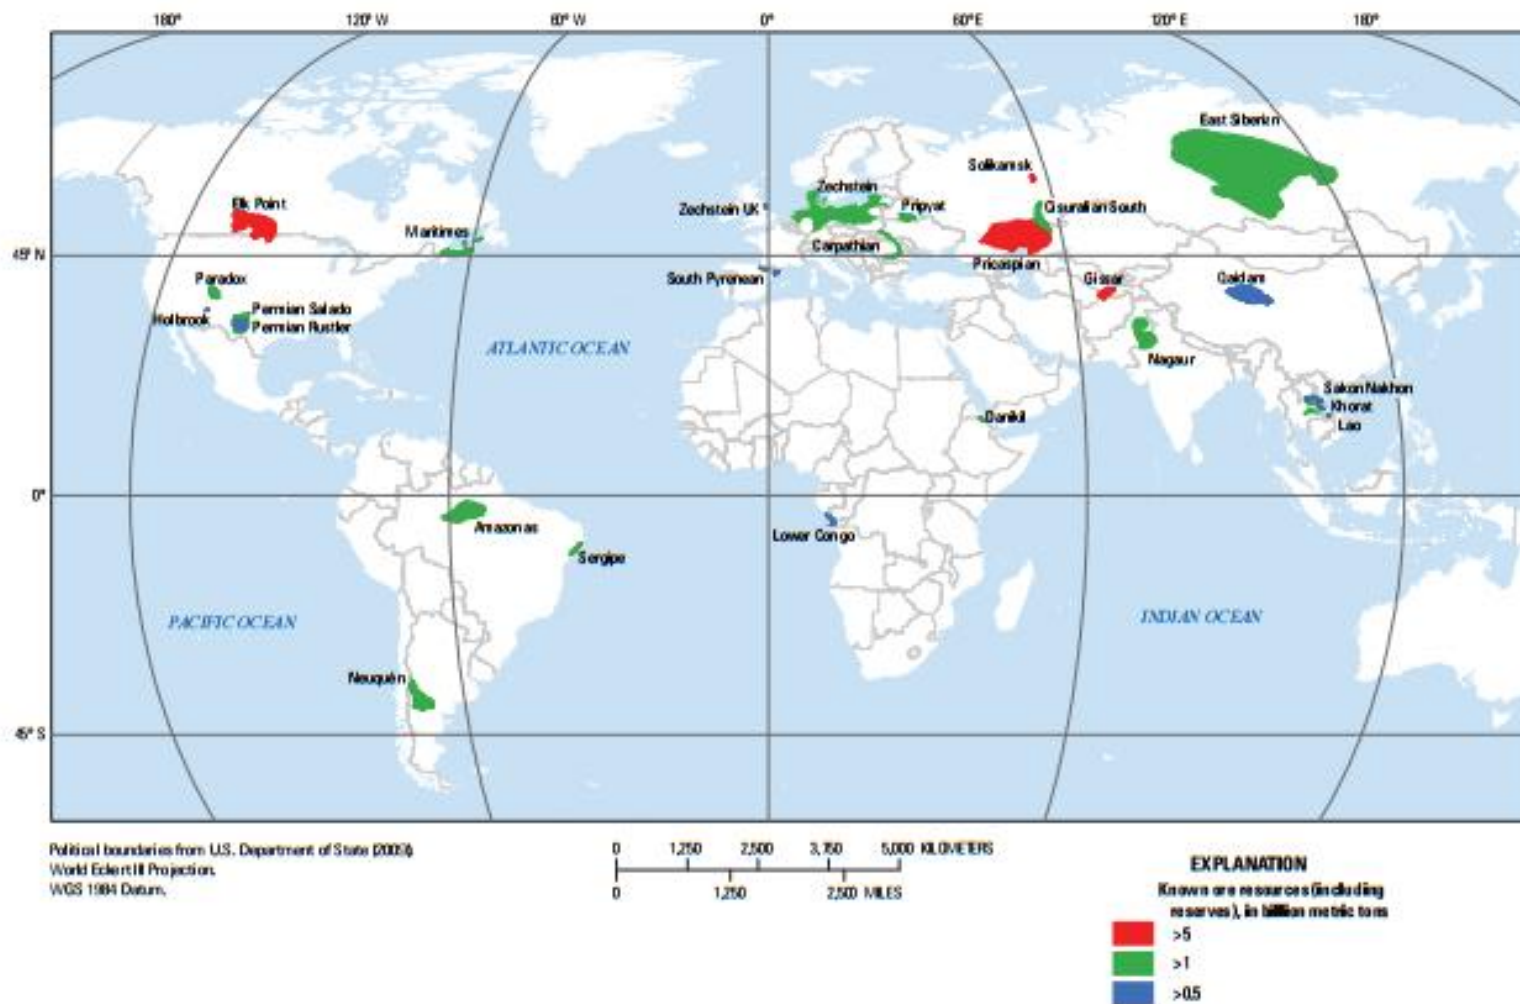 180° 120° W 60° W 0° 60° E 120° E 180°
East Siberian
Solikamsk
Zechstein
Elk Point
Zechstein UK
Pripyat
Cisuralian South
Maritimes
Carpathian
45° N
Pricaspian
Paradox
South Pyrenean
Gissar
Qaidam
Holbrook
Permian Salado
Permian Rustler
ATLANTIC OCEAN
Nagaur
Sakon Nakhon
Khorat
Lao
Danikil
0°
Amazonas
Lower Congo
Sergipe
PACIFIC OCEAN
INDIAN OCEAN
Neuquén
45° S
Political boundaries from U.S. Department of State (2009).
World Eckert III Projection.
WGS 1984 Datum.
0 1,250 2,500 3,750 5,000 KILOMETERS
0 1,250 2,500 MILES
EXPLANATION
Known ore resources (including
reserves), in billion metric tons
>5
>1
>0.5